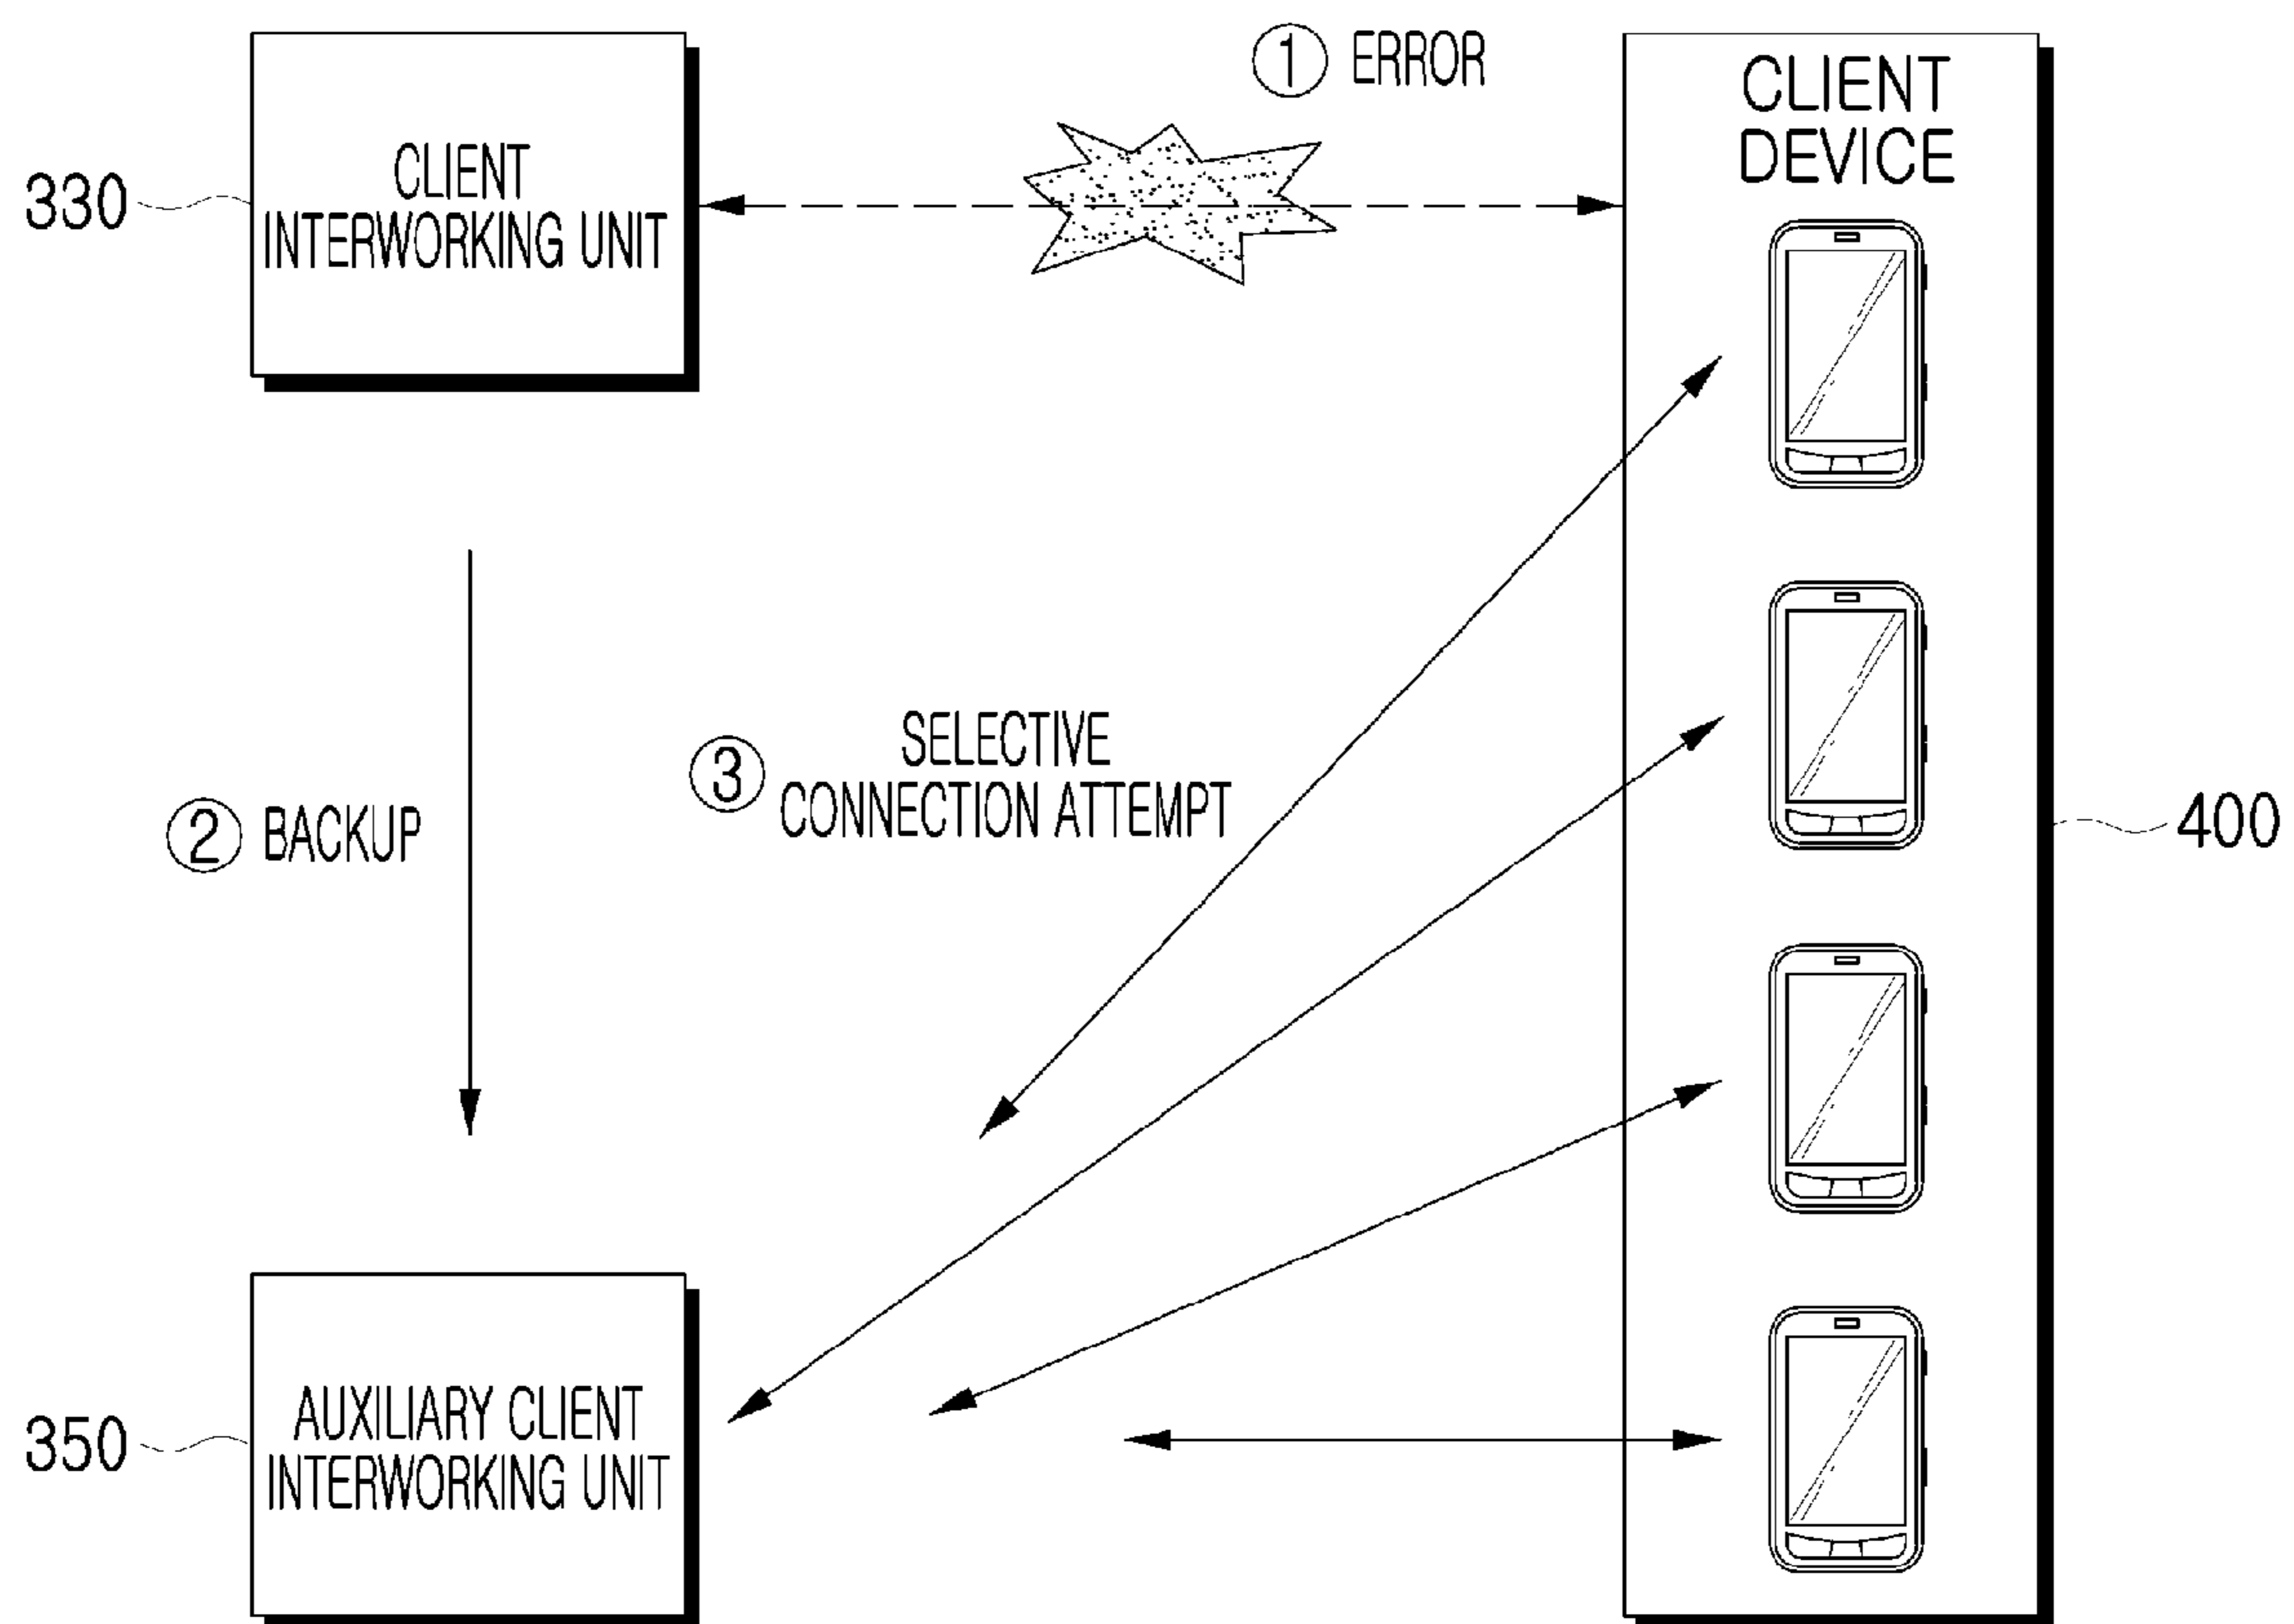 ① ERROR
CLIENT
DEVICE
CLIENT
INTERWORKING UNIT
330
SELECTIVE
③ CONNECTION ATTEMPT
② BACKUP
400
AUXILIARY CLIENT
INTERWORKING UNIT
350